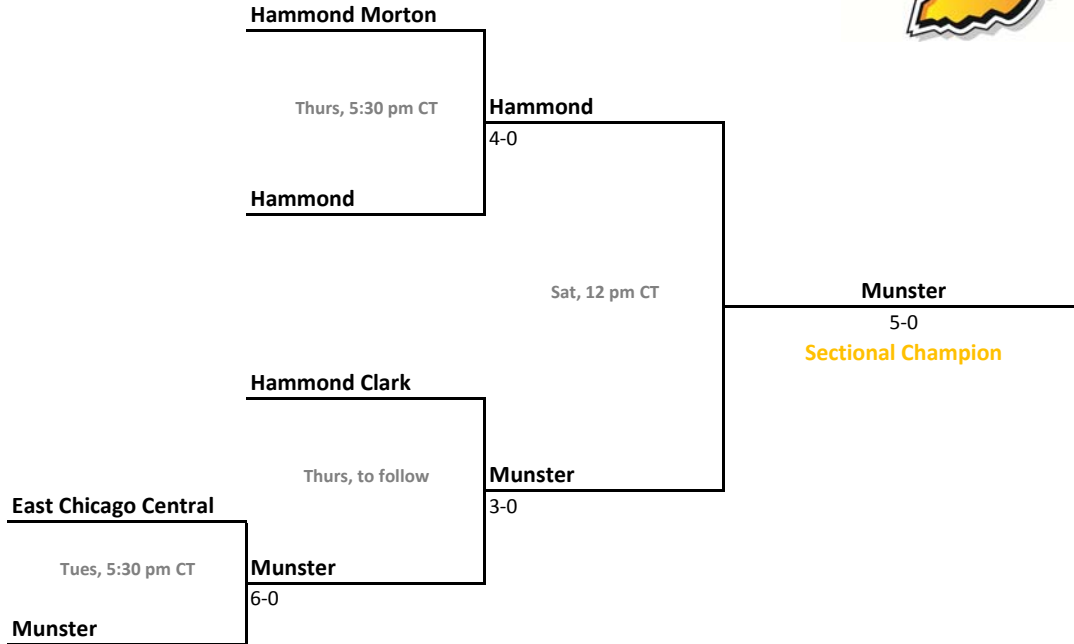 Hammond Morton
Thurs, 5:30 pm CT
Hammond
4-0
Hammond
Sat, 12 pm CT
Munster
5-0
Sectional Champion
Hammond Clark
Thurs, to follow
Munster
3-0
East Chicago Central
Tues, 5:30 pm CT
Munster
6-0
Munster